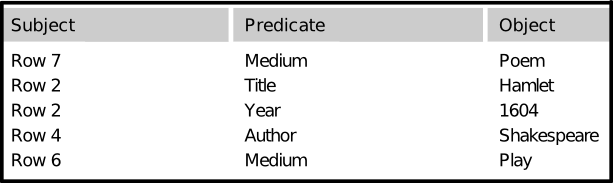 Subject Predicate Object
Row 7 Medium Poem
Row 2 Title Hamlet
Row 2 Year 1604
Row 4 Author Shakespeare
Row 6 Medium Play